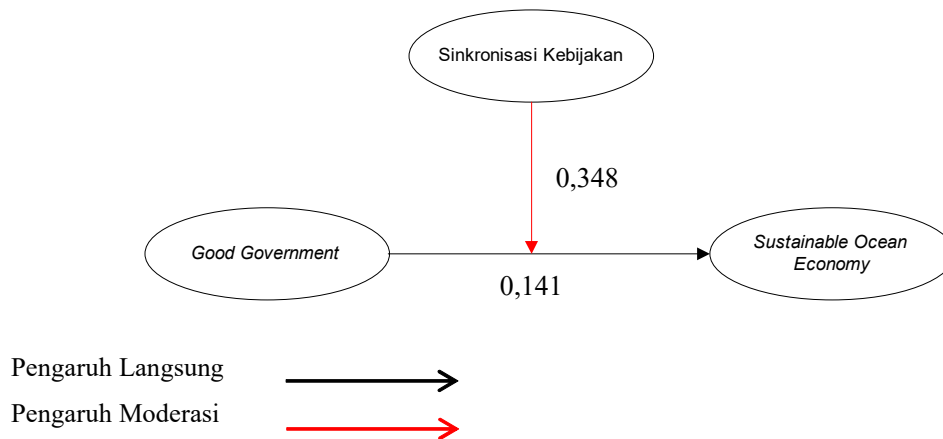 Sinkronisasi Kebijakan
0,348
Good Government
Sustainable Ocean
Economy
0,141
Pengaruh Langsung
Pengaruh Moderasi